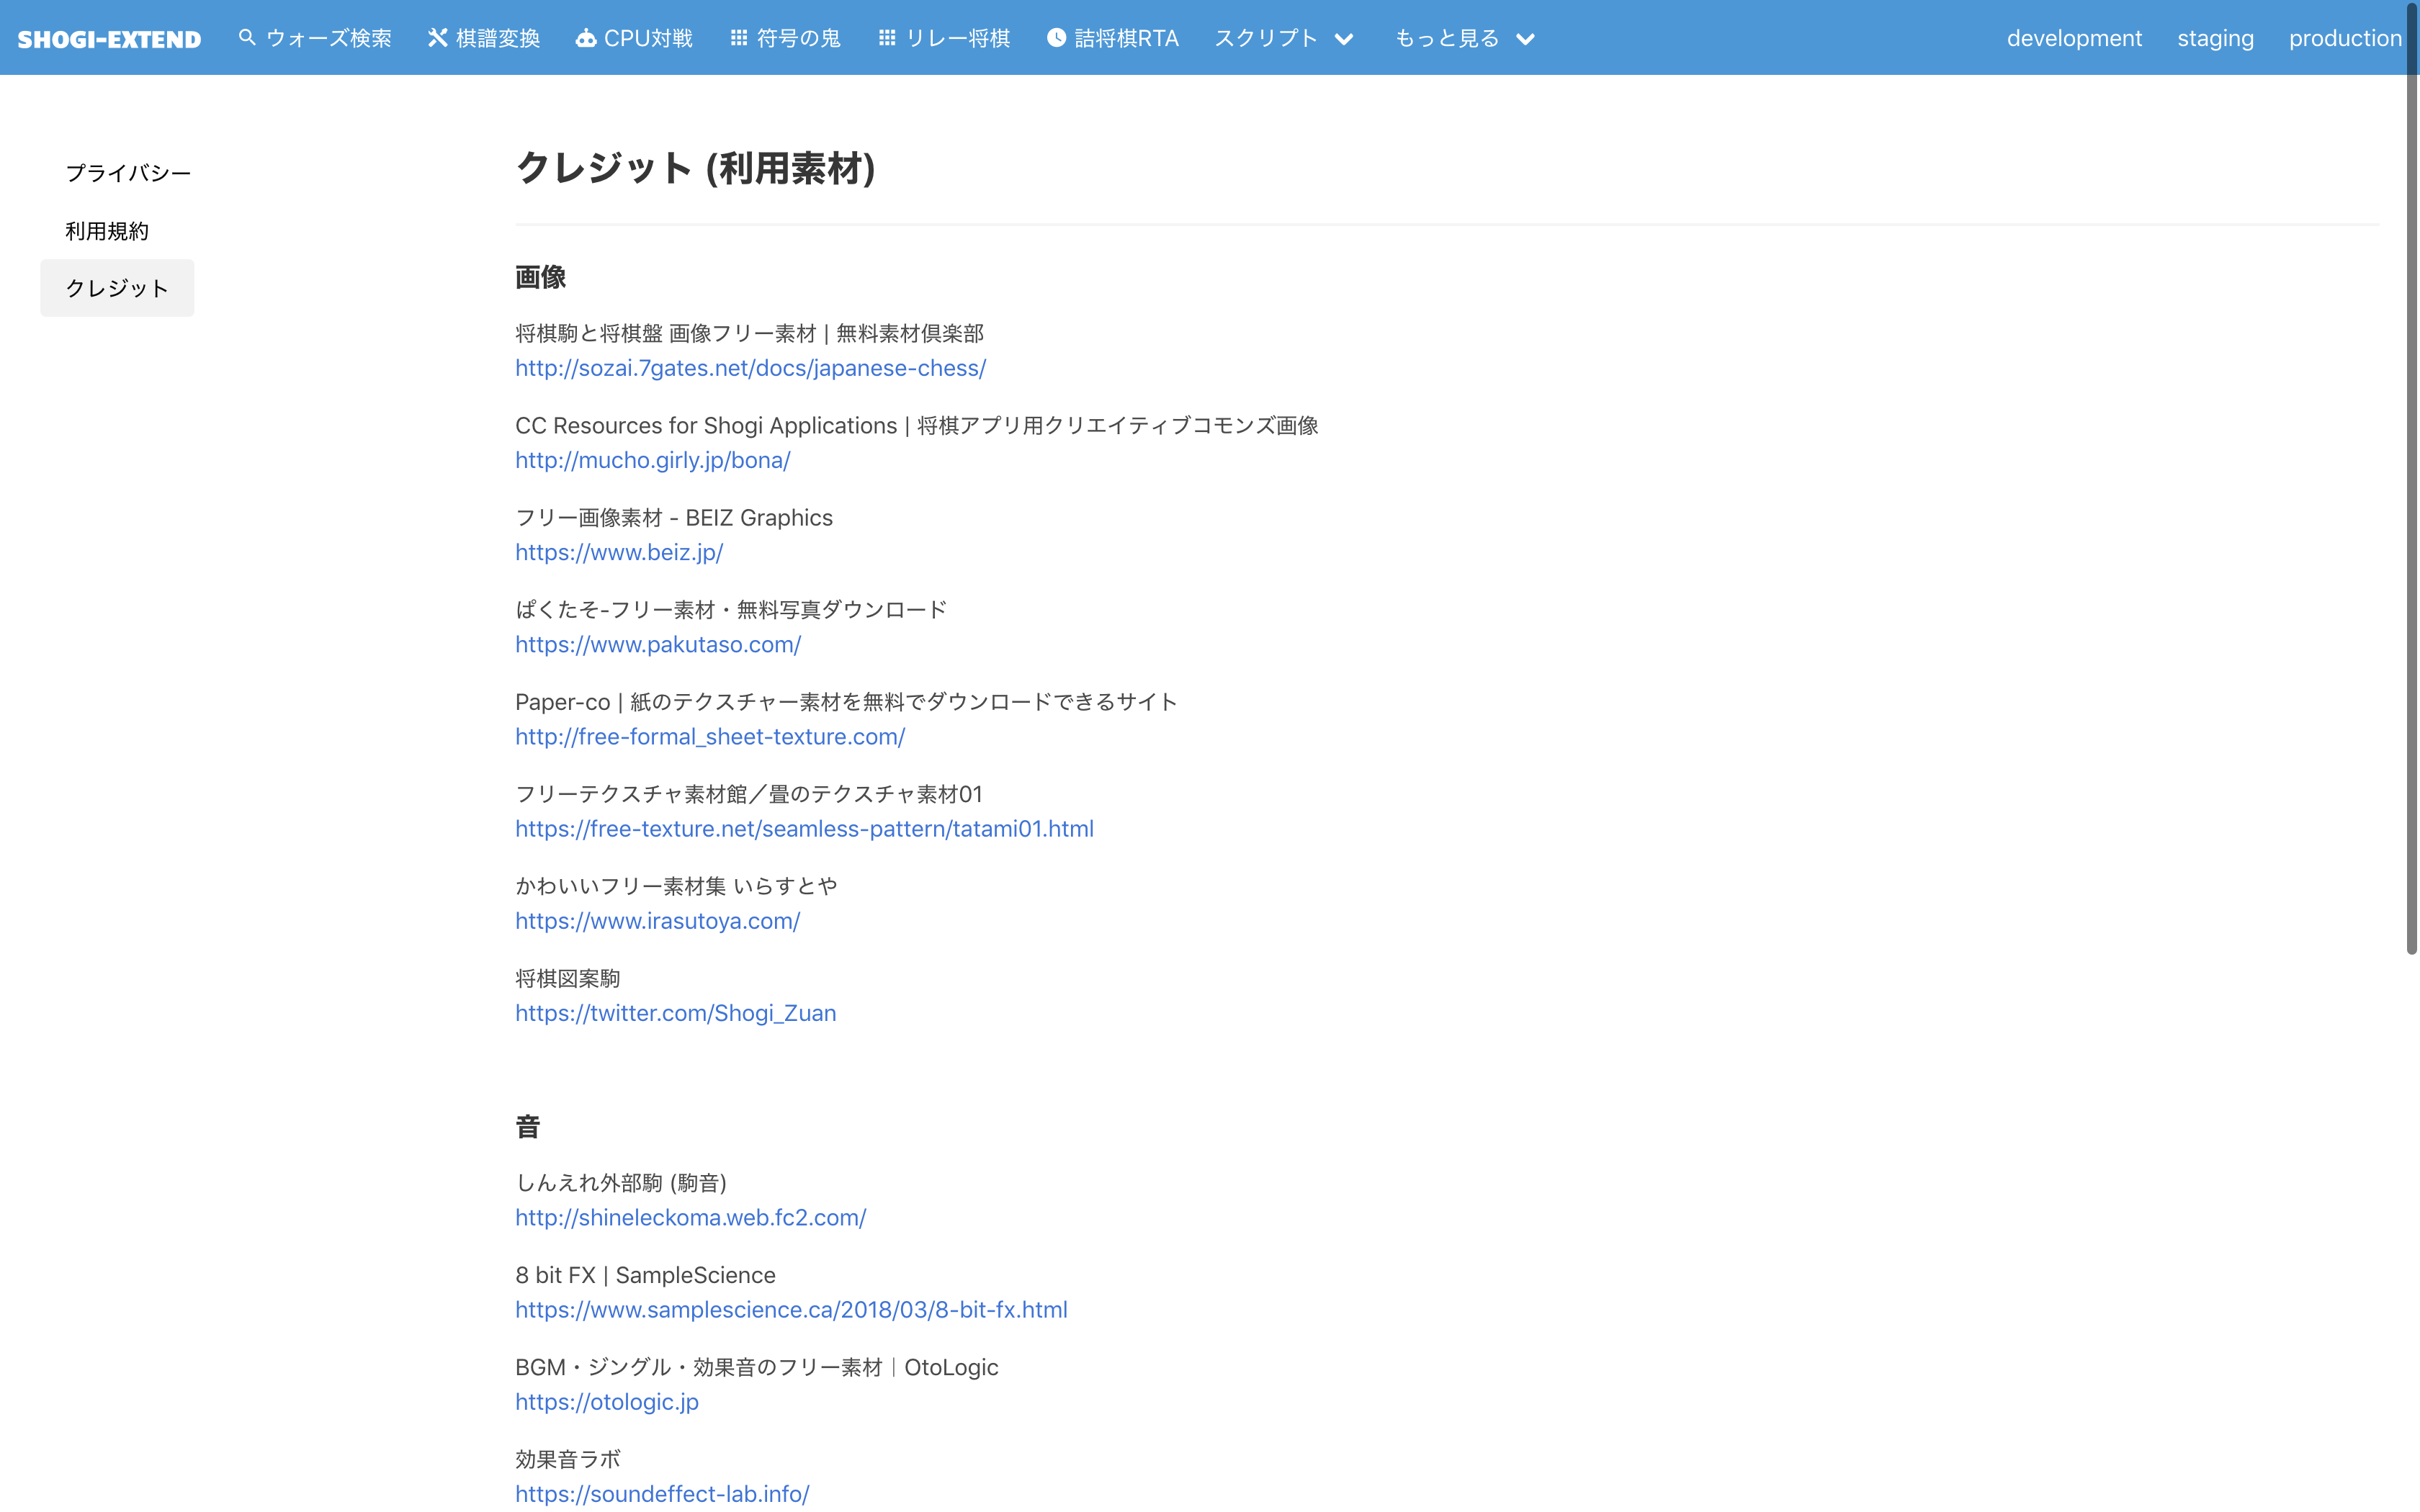 SHOGI-EXTEND
ウォーズ検索
棋譜変換
CPU対戦
符号の鬼
リレー将棋
詰将棋RTA
スクリプト
もっと見る
development
staging
production
プライバシー
利用規約
クレジット
クレジット (利用素材)
画像
将棋駒と将棋盤 画像フリー素材 | 無料素材倶楽部
http://sozai.7gates.net/docs/japanese-chess/
CC Resources for Shogi Applications | 将棋アプリ用クリエイティブコモンズ画像
http://mucho.girly.jp/bona/
フリー画像素材 - BEIZ Graphics
https://www.beiz.jp/
ぱくたそ-フリー素材・無料写真ダウンロード
https://www.pakutaso.com/
Paper-co | 紙のテクスチャー素材を無料でダウンロードできるサイト
http://free-formal_sheet-texture.com/
フリーテクスチャ素材館／畳のテクスチャ素材01
https://free-texture.net/seamless-pattern/tatami01.html
かわいいフリー素材集 いらすとや
https://www.irasutoya.com/
将棋図案駒
https://twitter.com/Shogi_Zuan
音
しんえれ外部駒 (駒音)
http://shineleckoma.web.fc2.com/
8 bit FX | SampleScience
https://www.samplescience.ca/2018/03/8-bit-fx.html
BGM・ジングル・効果音のフリー素材｜OtoLogic
https://otologic.jp
効果音ラボ
https://soundeffect-lab.info/